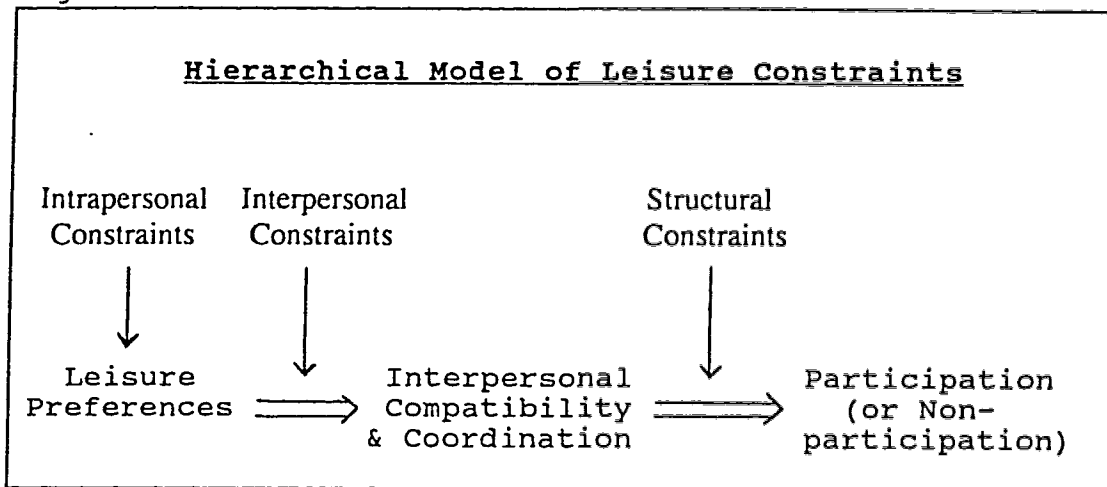 Hierarchical Model of Leisure Constraints
Intrapersonal
Constraints
Interpersonal
Constraints
Structural
Constraints
Leisure
Preferences
Interpersonal
Compatibility
& Coordination
Participation
(or Non-
participation)